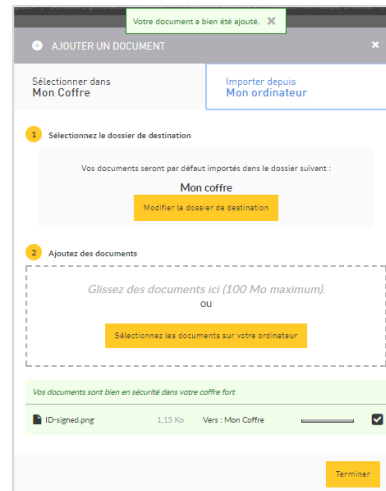 Votre document a bien été ajouté.
AJOUTER UN DOCUMENT
Sélectionner dans
Mon Coffre
Importer depuis
Mon ordinateur
1 Sélectionnez le dossier de destination
Vos documents seront par défaut importés dans le dossier suivant :
Mon coffre
Modifier le dossier de destination
2 Ajoutez des documents
Glissez des documents ici (100 Mo maximum).
ou
Sélectionnez les documents sur votre ordinateur
Vos documents sont bien en sécurité dans votre coffre fort
ID-signed.png 1,15 Ko Vers : Mon Coffre
Terminer